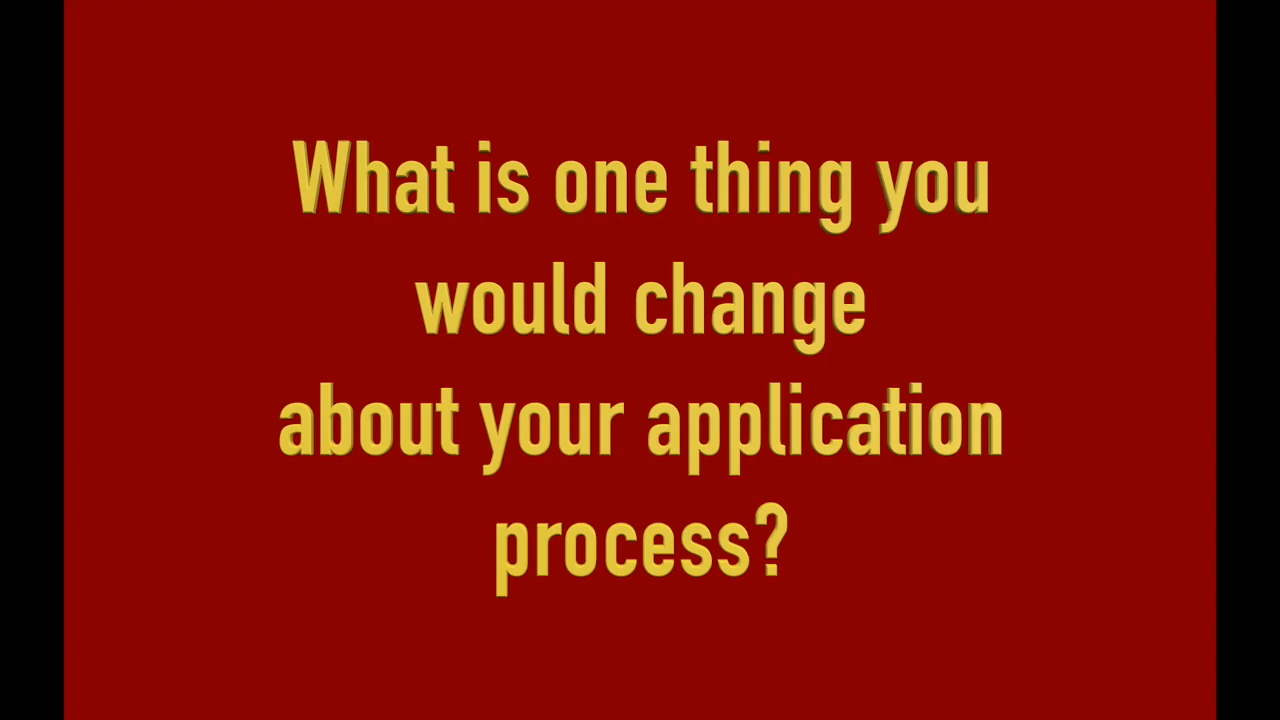 What is one thing you
would change
about your application
process?